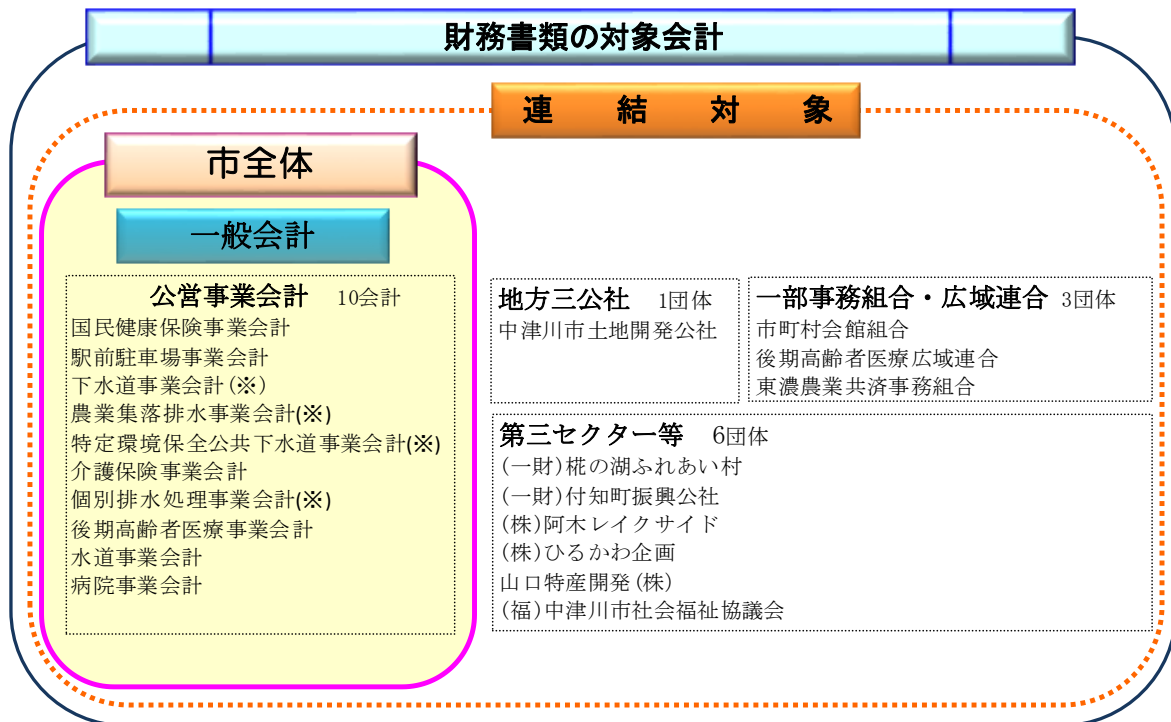 財務書類の対象会計
連結対象
市全体
一般会計
公営事業会計 10会計
国民健康保険事業会計
駅前駐車場事業会計
下水道事業会計(※)
農業集落排水事業会計(※)
特定環境保全公共下水道事業会計(※)
介護保険事業会計
個別排水処理事業会計(※)
後期高齢者医療事業会計
水道事業会計
病院事業会計
地方三公社 1団体
中津川市土地開発公社
一部事務組合・広域連合 3団体
市町村会館組合
後期高齢者医療広域連合
東濃農業共済事務組合
第三セクター等 6団体
(一財)椛の湖ふれあい村
(一財)付知町振興公社
(株)阿木レイクサイド
(株)ひるかわ企画
山口特産開発(株)
(福)中津川市社会福祉協議会